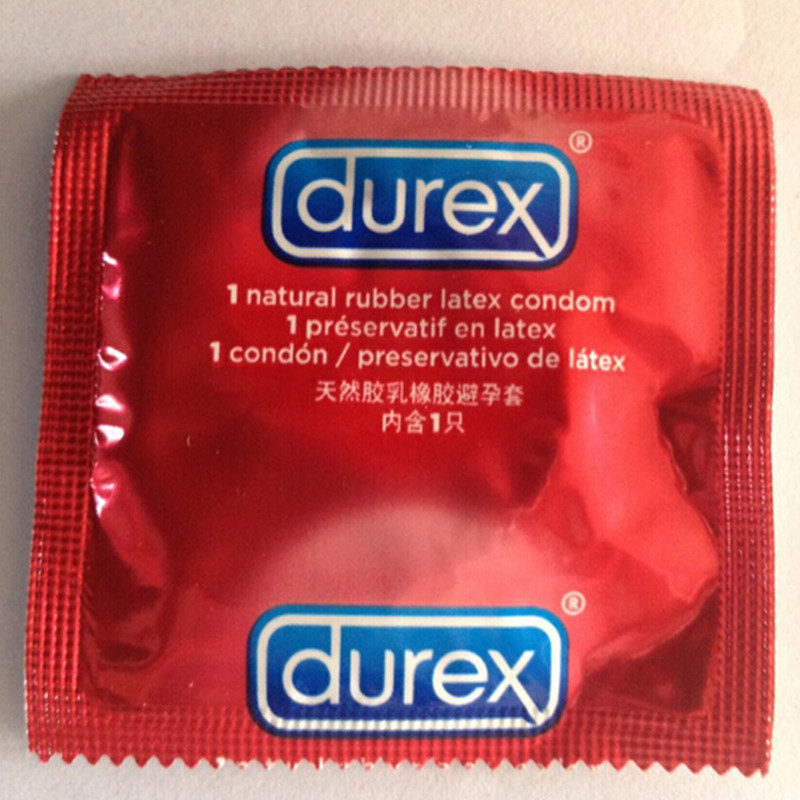 durex®
1 natural rubber latex condom
1 préservatif en latex
1 condón / preservativo de látex
天然胶乳橡胶避孕套
内含1只
durex®